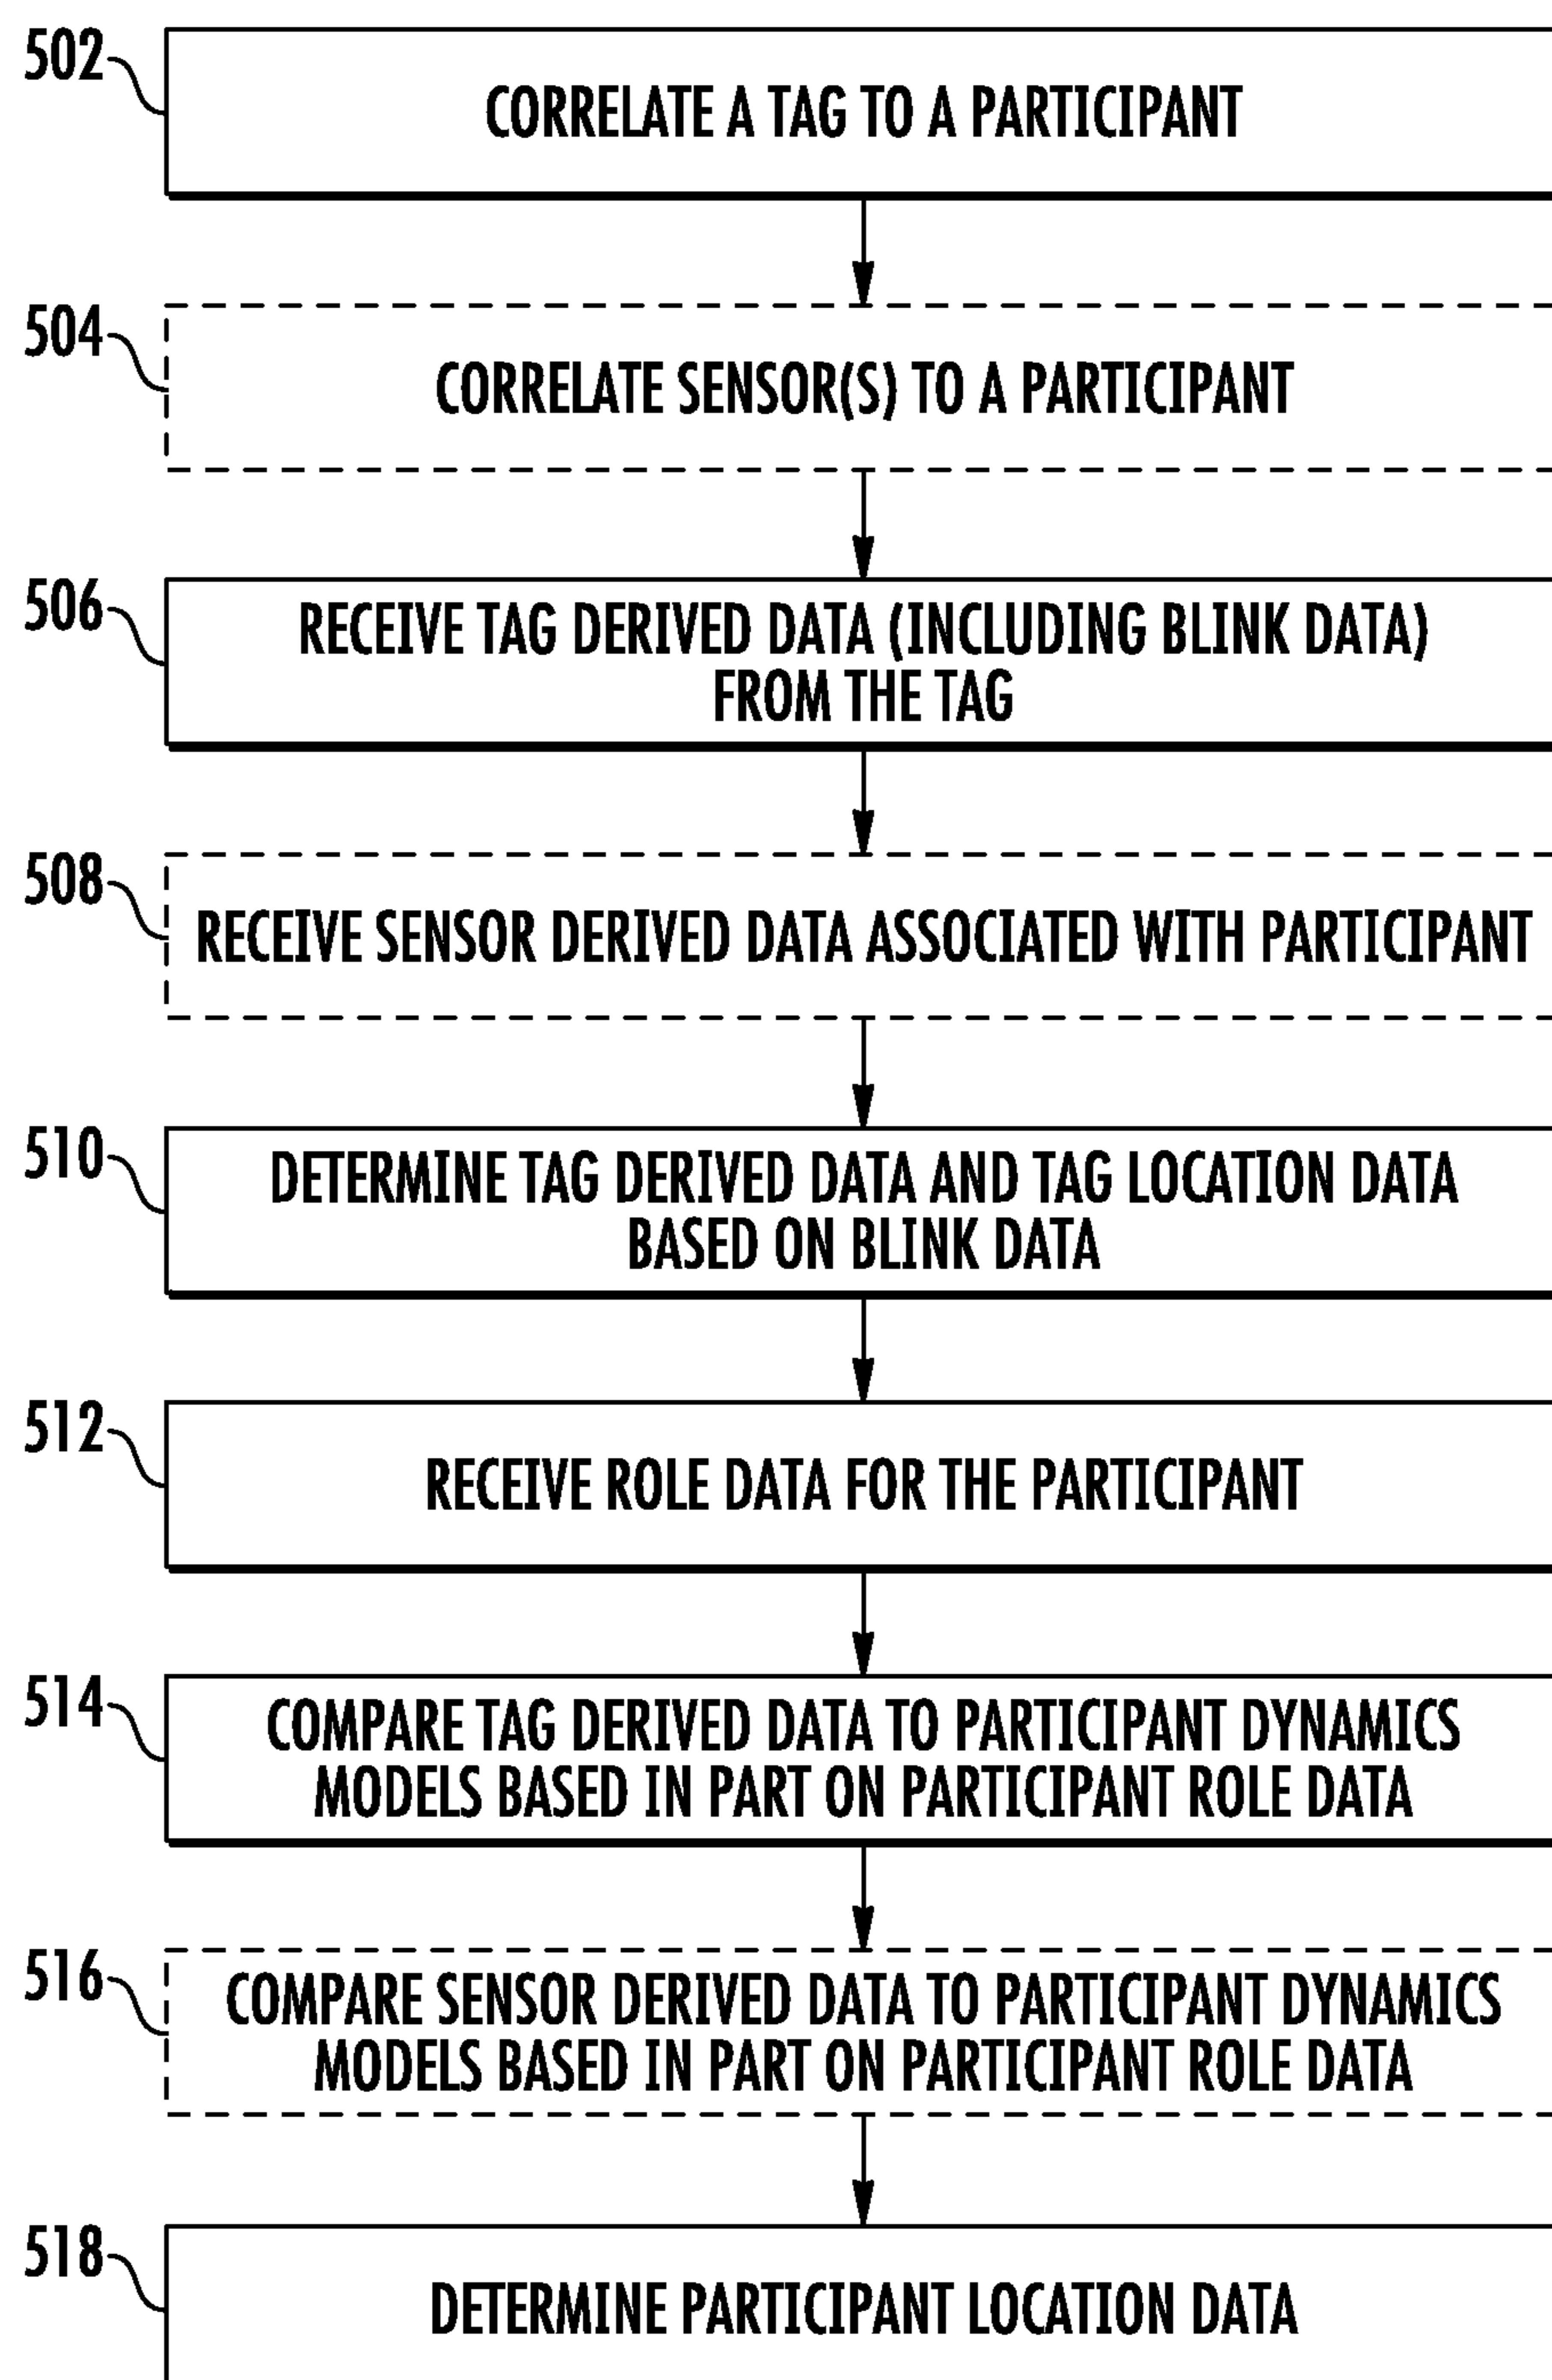 502
CORRELATE A TAG TO A PARTICIPANT
504
CORRELATE SENSOR(S) TO A PARTICIPANT
506
RECEIVE TAG DERIVED DATA (INCLUDING BLINK DATA)
FROM THE TAG
508
RECEIVE SENSOR DERIVED DATA ASSOCIATED WITH PARTICIPANT
510
DETERMINE TAG DERIVED DATA AND TAG LOCATION DATA
BASED ON BLINK DATA
512
RECEIVE ROLE DATA FOR THE PARTICIPANT
514
COMPARE TAG DERIVED DATA TO PARTICIPANT DYNAMICS
MODELS BASED IN PART ON PARTICIPANT ROLE DATA
516
COMPARE SENSOR DERIVED DATA TO PARTICIPANT DYNAMICS
MODELS BASED IN PART ON PARTICIPANT ROLE DATA
518
DETERMINE PARTICIPANT LOCATION DATA